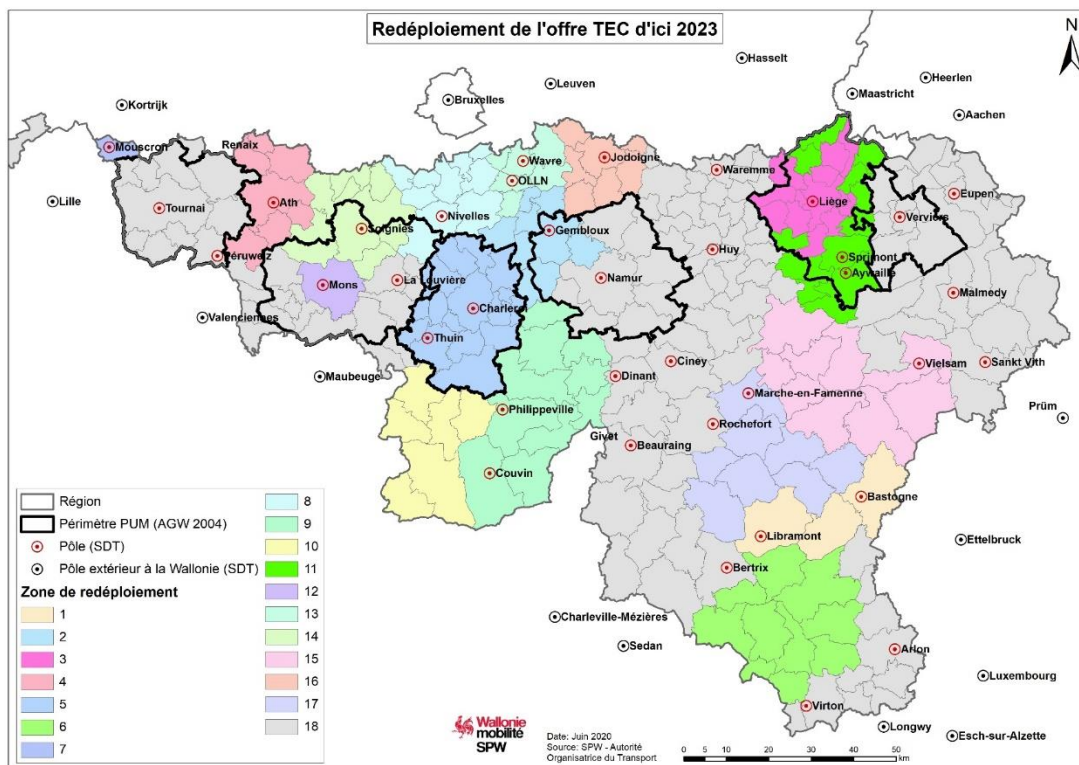 Redéploiement de l'offre TEC d'ici 2023
N
Hasselt
Heerlen
Leuven
Maastricht
Bruxelles
Kortrijk
Aachen
Mouscron
Renaix
Wavre
Jodoigne
OLLN
Waremme
Eupen
Lille
Tournai
Ath
Liège
Verviers
Nivelles
Soignies
Gembloux
Huy
Péruwelz
Sprimont
Aywaille
Mons
La Louvière
Namur
Malmedy
Charleroi
Valenciennes
Thuin
Ciney
Vielsam
Sankt Vith
Maubeuge
Dinant
Marche-en-Famenne
Philippeville
Rochefort
Prüm
Givet
Beauraing
Couvin
Bastogne
Libramont
Ettelbruck
Bertrix
Charleville-Mézières
Sedan
Arlon
Luxembourg
Virton
Longwy
Esch-sur-Alzette
Région
Périmètre PUM (AGW 2004)
Pôle (SDT)
Pôle extérieur à la Wallonie (SDT)
Zone de redéploiement
1
2
3
4
5
6
7
8
9
10
11
12
13
14
15
16
17
18
Wallonie
mobilité
SPW
Date: Juin 2020
Source: SPW - Autorité
Organisatrice du Transport
0 5 10 20 30 40 50
km